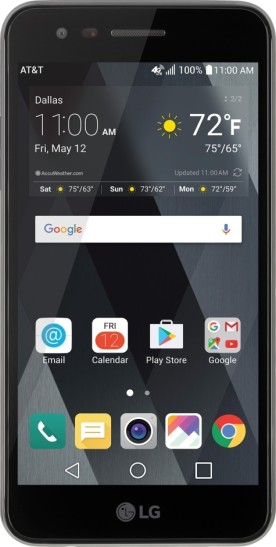 AT&T 4G 100% 11:00 AM
Dallas 2/2
11:00 AM 72°F
Fri, May 12 75°/65°
AccuWeather.com Updated 11:00 AM
Sat 75/63° Sun 73°/62° Mon 72°/59°
Google
FRI
12
@
G M
Email Calendar Play Store Google
LG